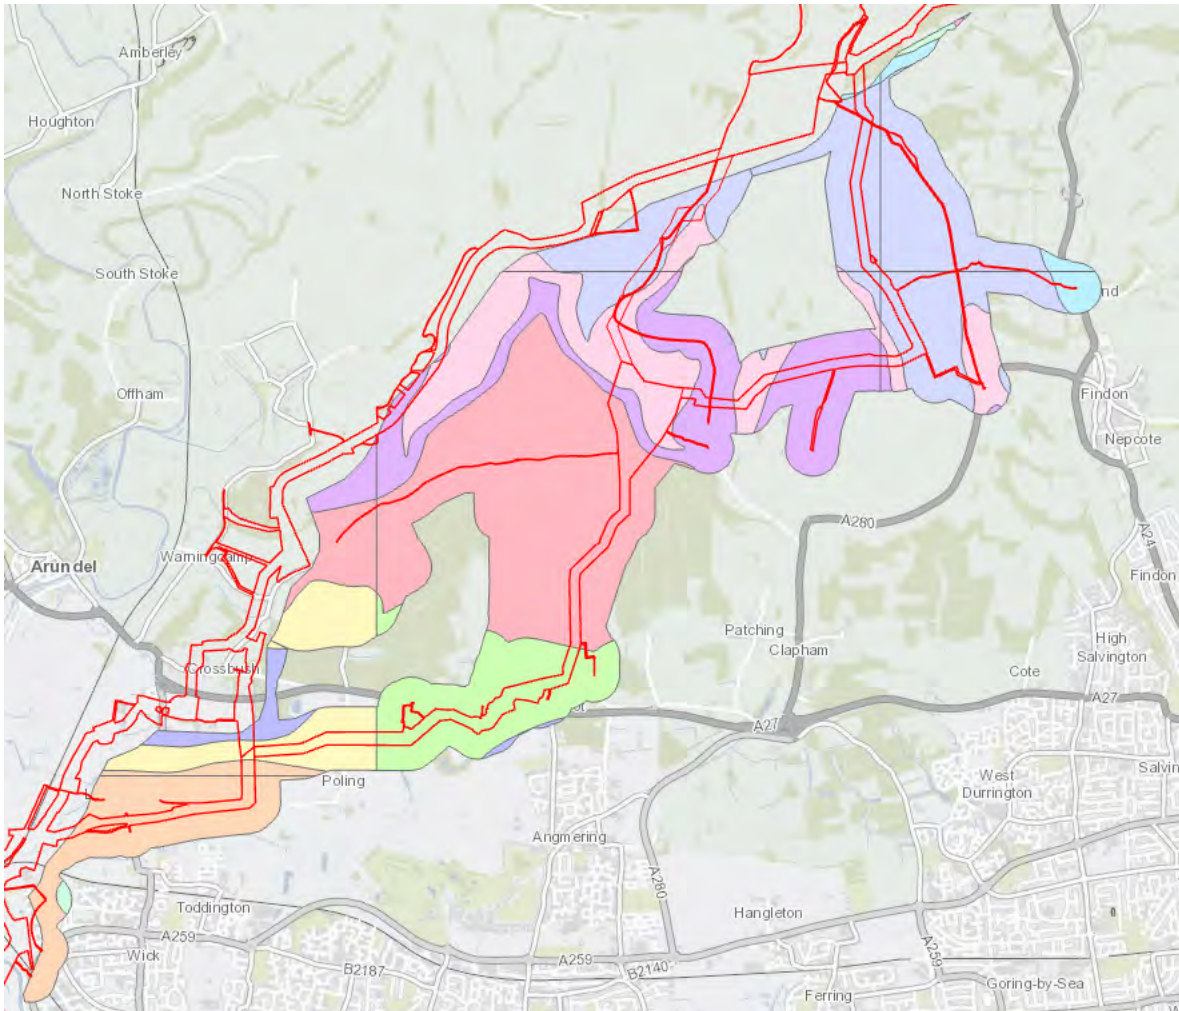 Amberley
Houghton
North Stoke
South Stoke
nd
Offham
Findon
Nepcote
A280
A24
Warningcamp
Arundel
Findon
Patching
Clapham
High
Salvington
Crossbush
Cote
A27
A27
Poling
West
Durrington
Salvin
Angmering
A280
Toddington
Hangleton
A259
Wick
A259
B2187
B2140
A259
Ferring
Goring-by-Sea